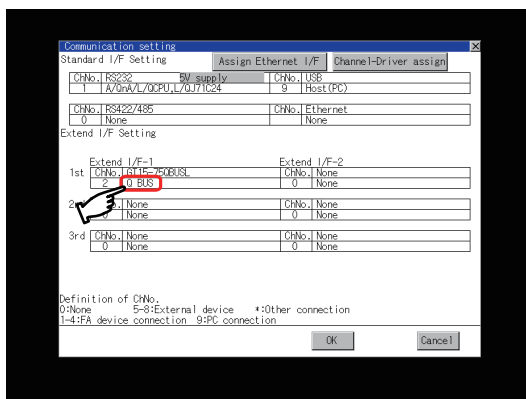 Communication setting
Standard I/F Setting Assign Ethernet I/F Channel-Driver assign
ChNo. RS232 5V supply ChNo. USB
1 A/QnA/L/QCPU,L/QJ71C24 9 Host(PC)
ChNo. RS422/485 ChNo. Ethernet
0 None None
Extend I/F Setting
Extend I/F-1 Extend I/F-2
1st ChNo. GT15-75QBUSL ChNo. None
2 Q BUS 0 None
None ChNo. None
0 None 0 None
3rd ChNo. None ChNo. None
0 None 0 None
Definition of ChNo.
0:None 5-8:External device *:Other connection
1-4:FA device connection 9:PC connection
OK Cancel